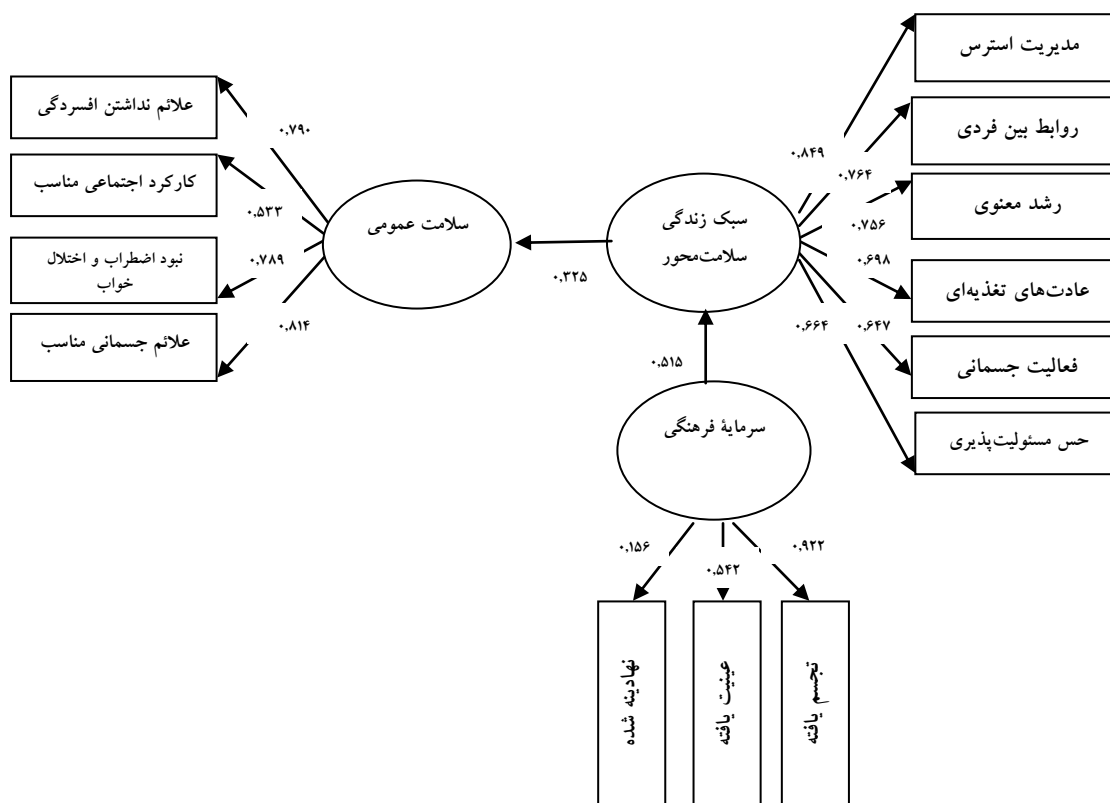 مدیریت استرس
روابط بین فردی
رشد معنوی
عادت‌های تغذیه‌ای
فعالیت جسمانی
حس مسئولیت‌پذیری
۰,۸۴۹
۰,۷۶۴
۰,۷۵۶
۰,۶۹۸
۰,۶۴۷
۰,۶۶۴
سبک زندگی
سلامت‌محور
۰,۳۲۵
سلامت عمومی
۰,۷۹۰
۰,۵۳۳
۰,۷۸۹
۰,۸۱۴
علائم نداشتن افسردگی
کارکرد اجتماعی مناسب
نبود اضطراب و اختلال
خواب
علائم جسمانی مناسب
۰,۵۱۵
سرمایۀ فرهنگی
۰,۹۲۲
۰,۵۴۲
۰,۱۵۶
تجسم یافته
عینیت یافته
نهادینه شده